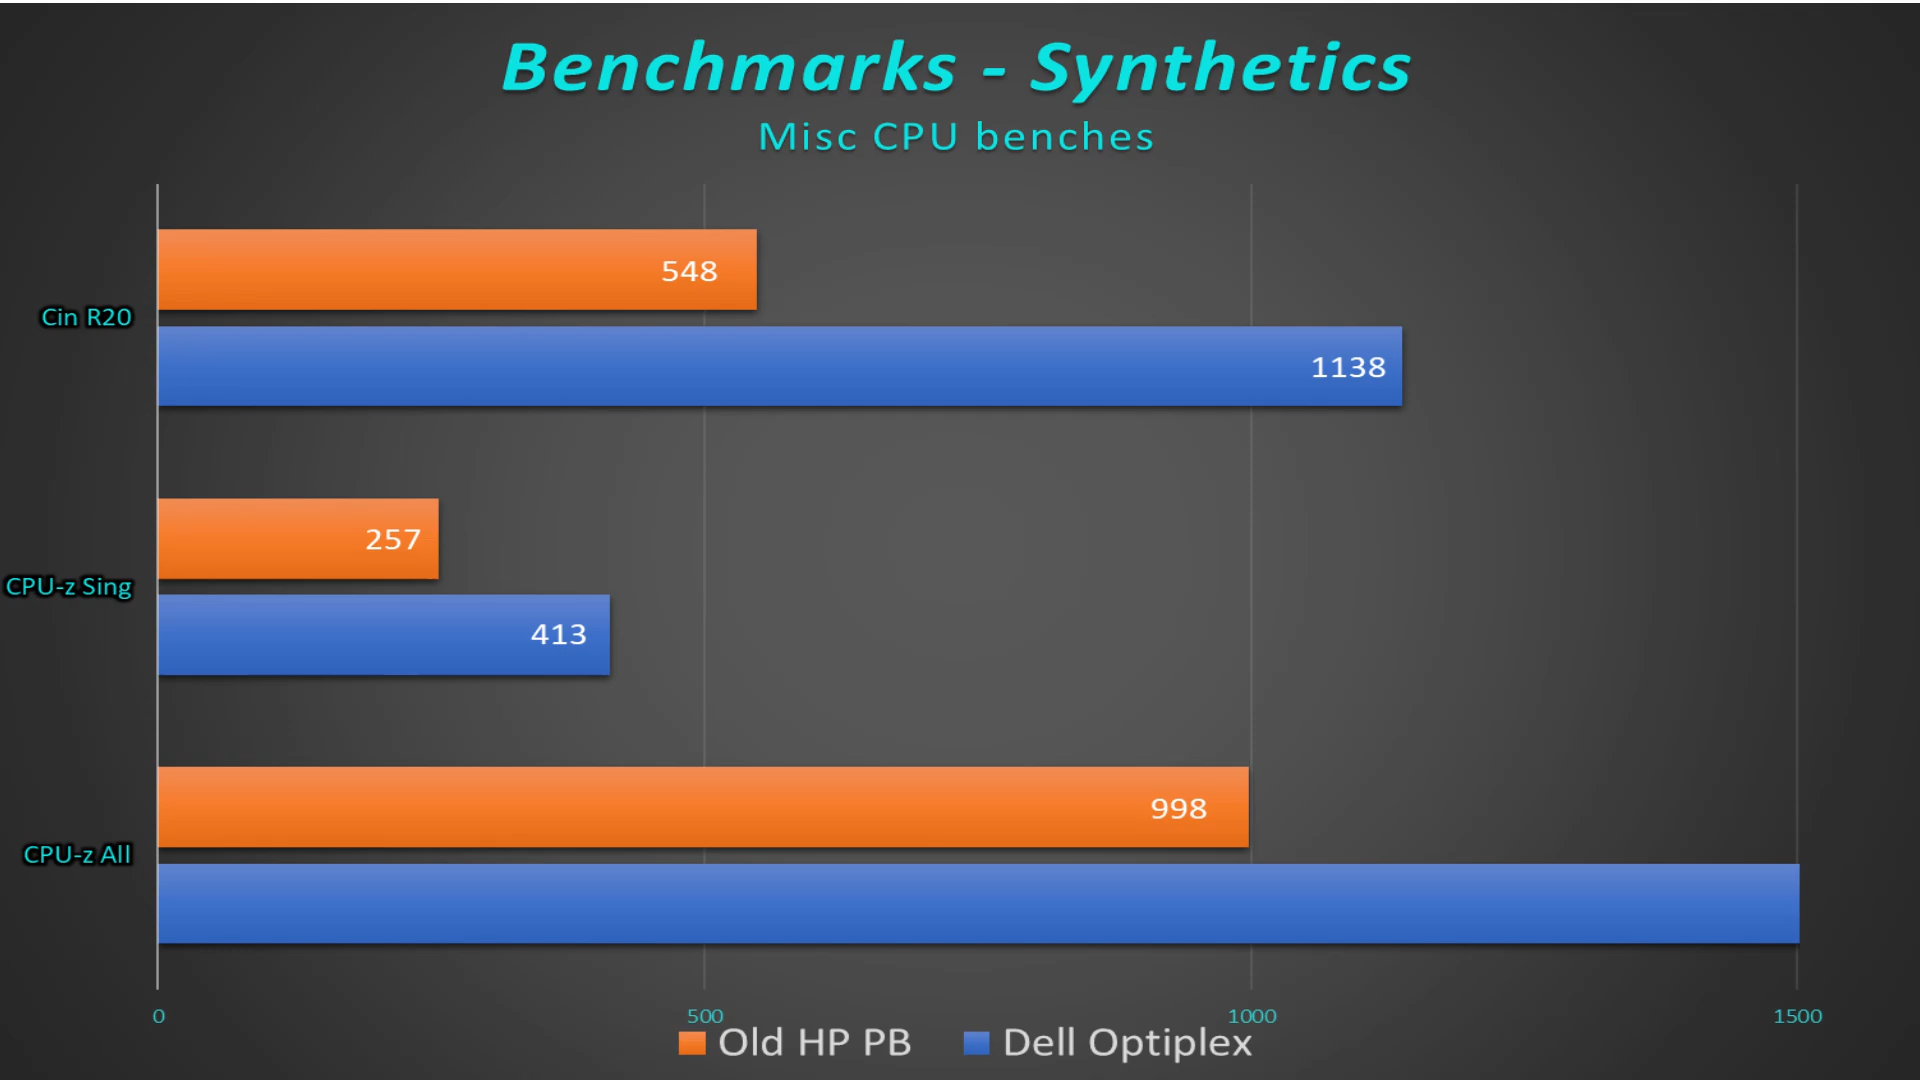 Benchmarks - Synthetics
Misc CPU benches
548
Cin R20
1138
257
CPU-z Sing
413
998
CPU-z All
0 500 1000 1500
Old HP PB Dell Optiplex